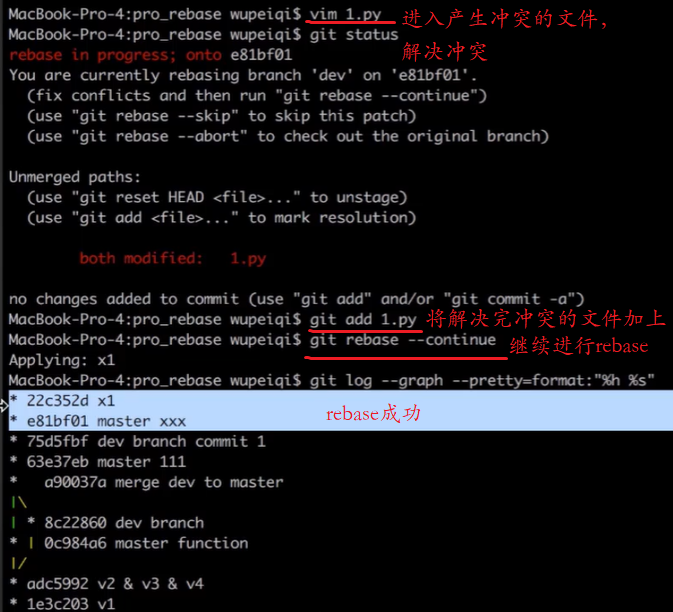 MacBook-Pro-4:pro_rebase wupeiqi$ vim 1.py 进入产生冲突的文件，
MacBook-Pro-4:pro_rebase wupeiqi$ git status
解决冲突
rebase in progress; onto e81bf01
You are currently rebasing branch 'dev' on 'e81bf01'.
  (fix conflicts and then run "git rebase --continue")
  (use "git rebase --skip" to skip this patch)
  (use "git rebase --abort" to check out the original branch)
Unmerged paths:
  (use "git reset HEAD <file>..." to unstage)
  (use "git add <file>..." to mark resolution)
        both modified:   1.py
no changes added to commit (use "git add" and/or "git commit -a")
MacBook-Pro-4:pro_rebase wupeiqi$ git add 1.py 将解决完冲突的文件加上
MacBook-Pro-4:pro_rebase wupeiqi$ git rebase --continue 继续进行rebase
Applying: x1
MacBook-Pro-4:pro_rebase wupeiqi$ git log --graph --pretty=format:"%h %s"
* 22c352d x1
* e81bf01 master xxx rebase成功
* 75d5fbf dev branch commit 1
* 63e37eb master 111
*   a90037a merge dev to master
|\
| * 8c22860 dev branch
* | 0c984a6 master function
|/
* adc5992 v2 & v3 & v4
* 1e3c203 v1